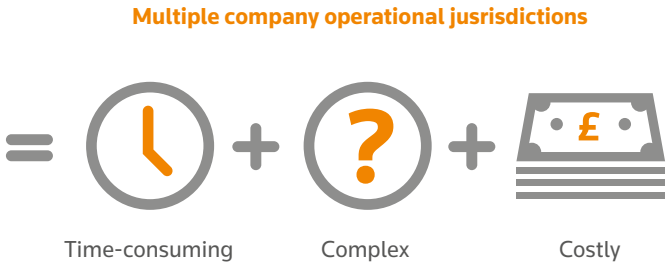 Multiple company operational jusrisdictions
= + ? + £
Time-consuming Complex Costly